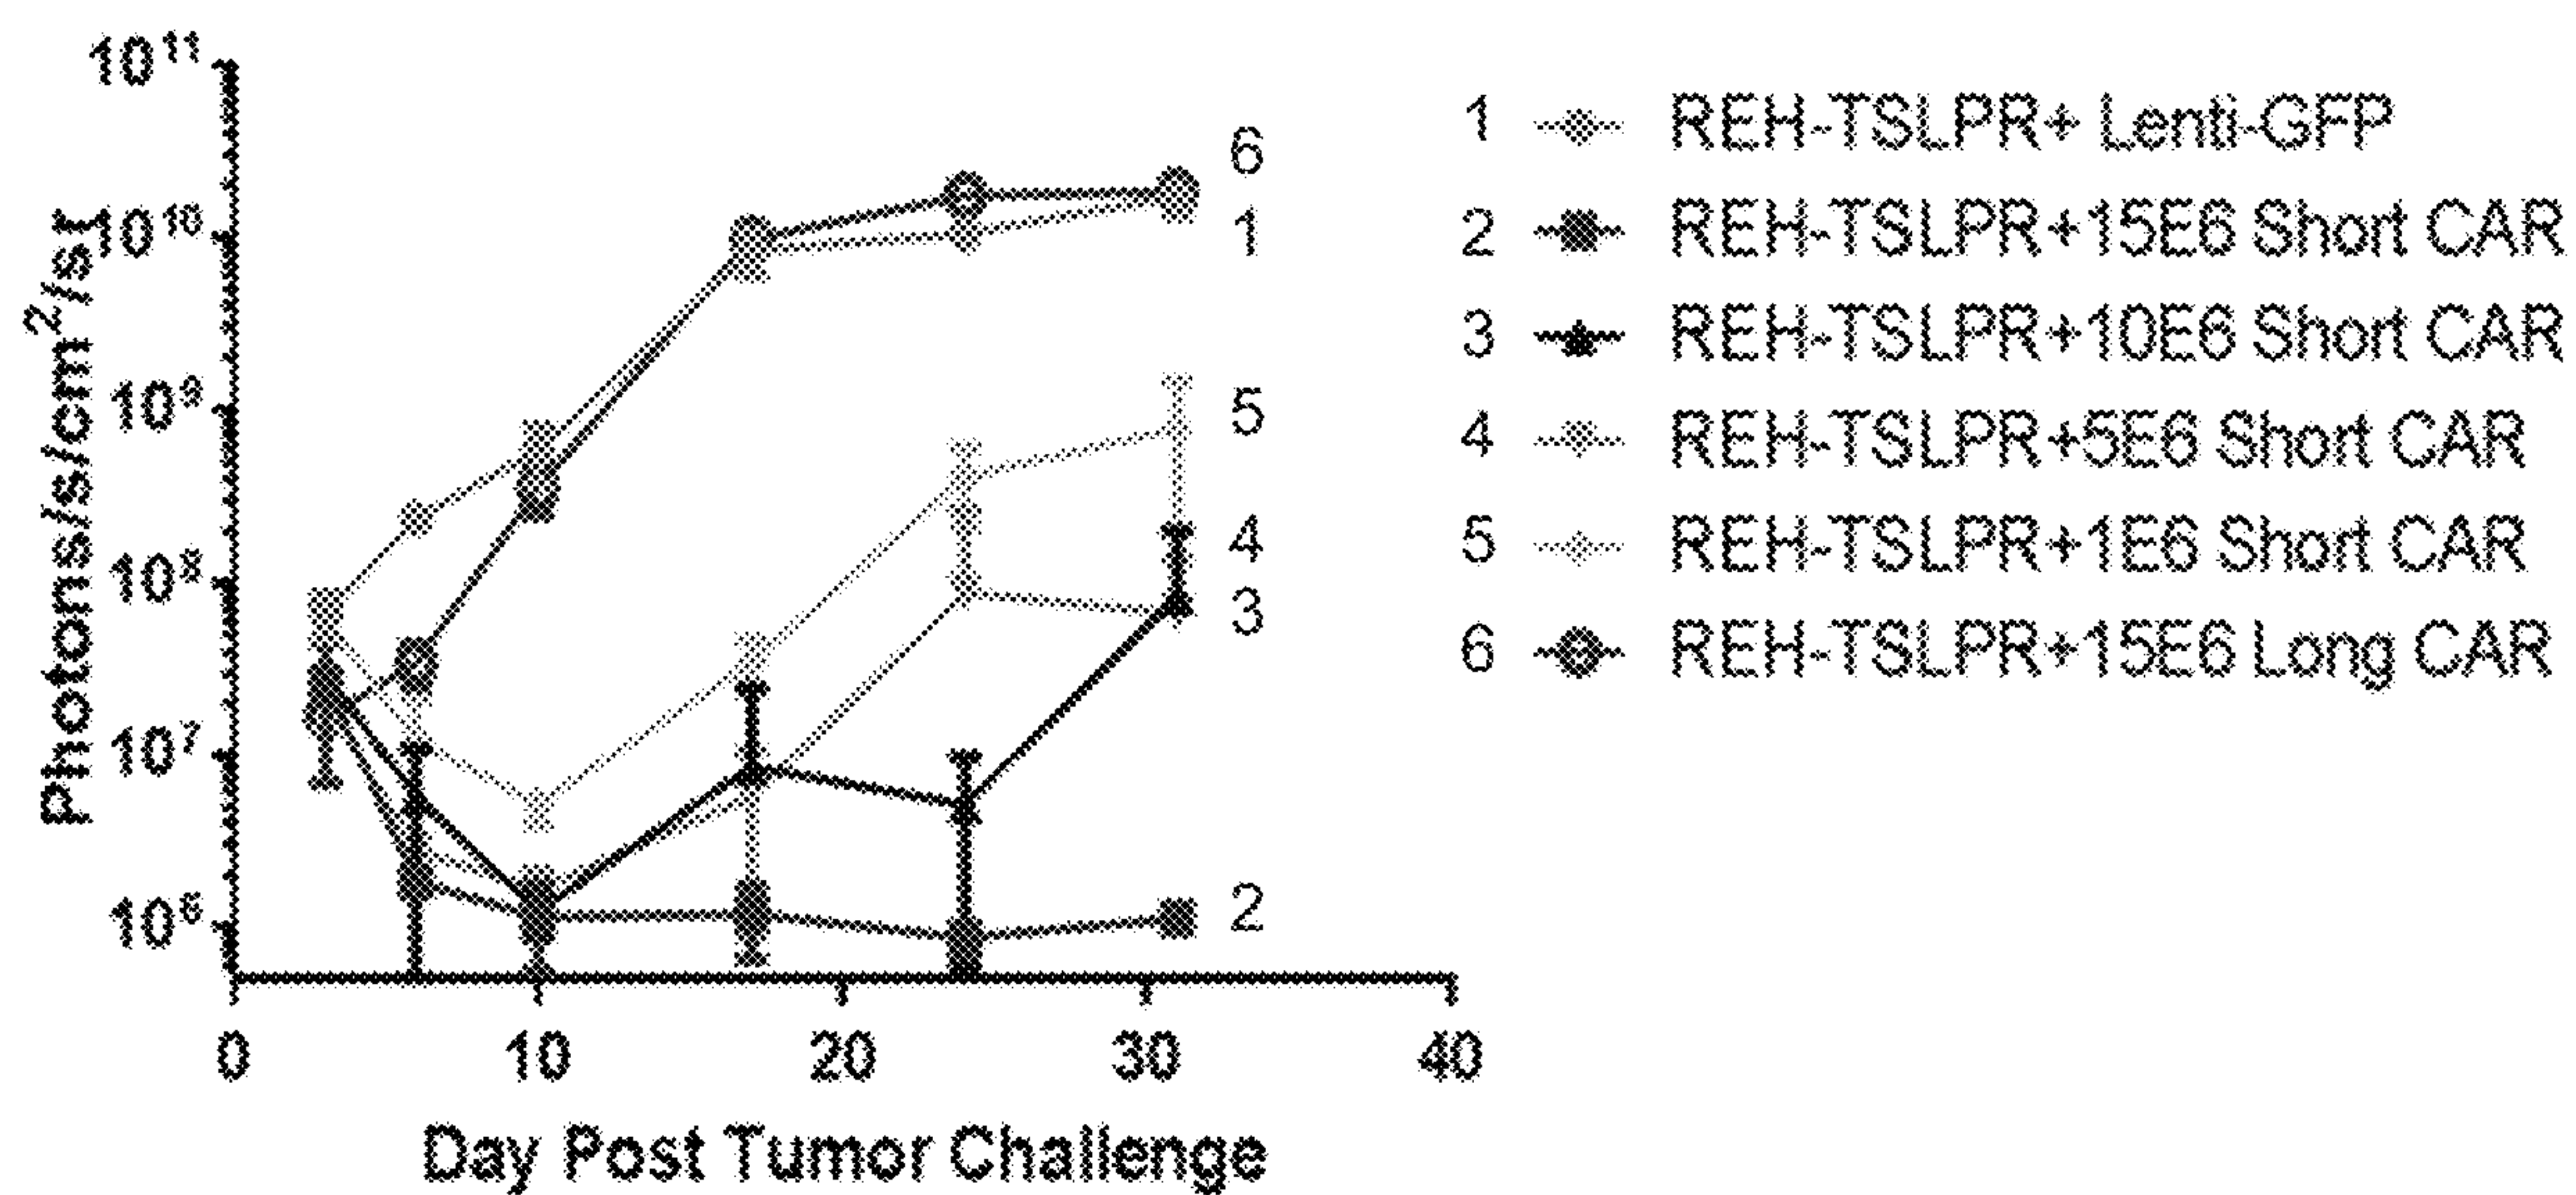 10¹¹
10¹⁰
10⁹
10⁸
10⁷
10⁶
Photons/s/cm²/s[
0 10 20 30 40
Day Post Tumor Challenge
6
1
5
4
3
2
1 REH-TSLPR+ Lenti-GFP
2 REH-TSLPR+15E6 Short CAR
3 REH-TSLPR+10E6 Short CAR
4 REH-TSLPR+5E6 Short CAR
5 REH-TSLPR+1E6 Short CAR
6 REH-TSLPR+15E6 Long CAR